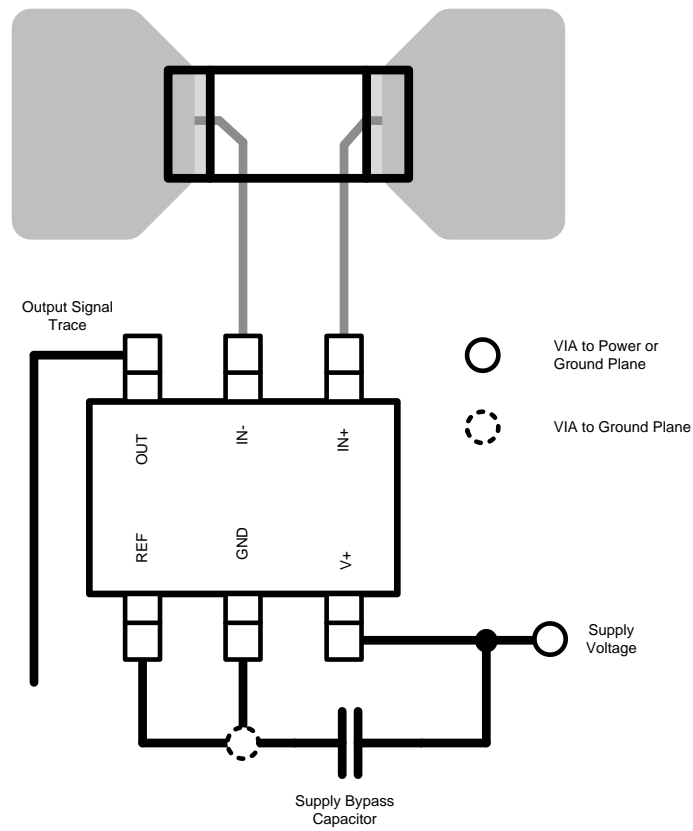 Output Signal
Trace
VIA to Power or
Ground Plane
VIA to Ground Plane
OUT
IN-
IN+
REF
GND
V+
Supply
Voltage
Supply Bypass
Capacitor